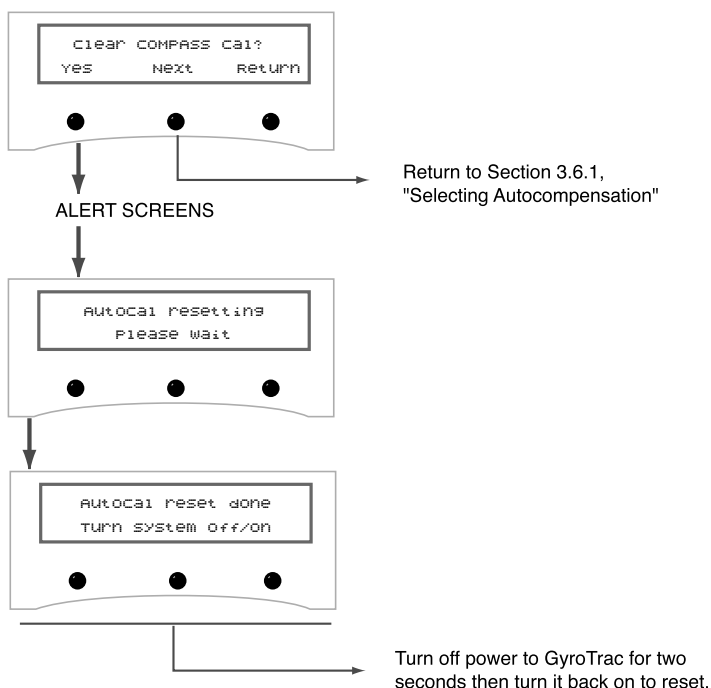 Clear COMPASS Cal?
Yes Next Return
Return to Section 3.6.1,
"Selecting Autocompensation"
ALERT SCREENS
Autocal resetting
Please Wait
Autocal reset done
Turn system off/on
Turn off power to GyroTrac for two
seconds then turn it back on to reset.